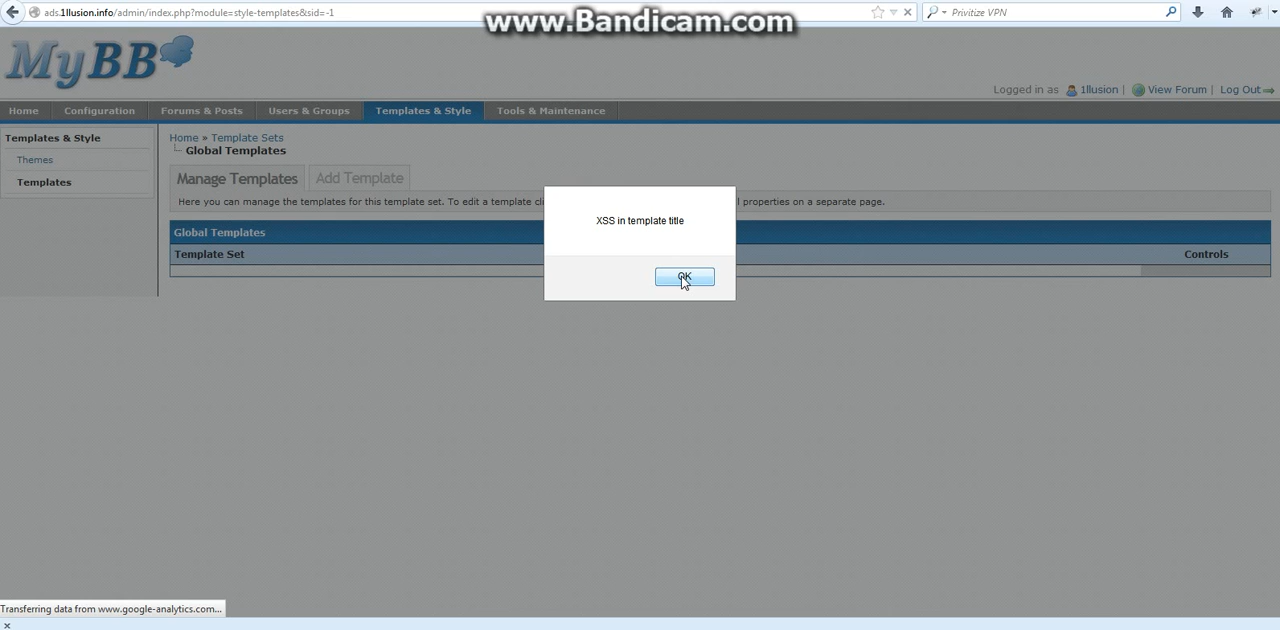 ads.1llusion.info/admin/index.php?module=style-templates&sid=-1
Privitize VPN
www.Bandicam.com
MyBB
Logged in as 1llusion | View Forum | Log Out
Home Configuration Forums & Posts Users & Groups Templates & Style Tools & Maintenance
Templates & Style
Themes
Templates
Home » Template Sets
Global Templates
Manage Templates Add Template
Here you can manage the templates for this template set. To edit a template cli
l properties on a separate page.
XSS in template title
OK
Global Templates
Template Set Controls
Transferring data from www.google-analytics.com...